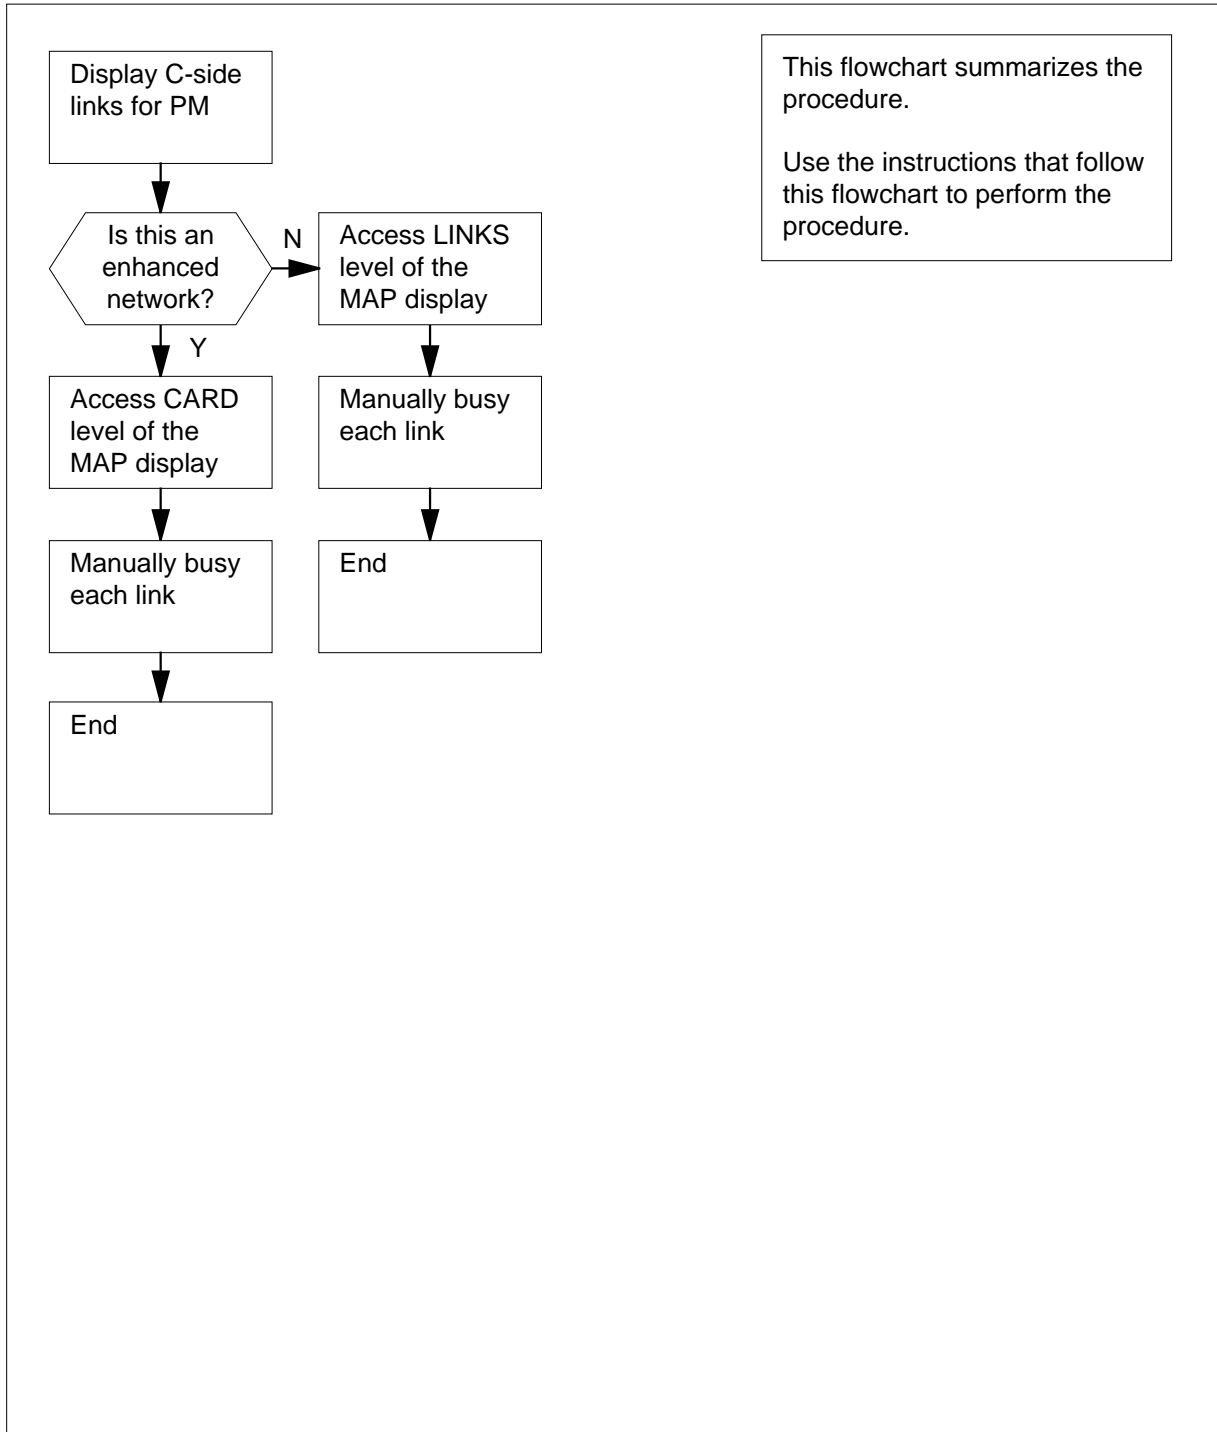 Display C-side
links for PM
This flowchart summarizes the
procedure.
Use the instructions that follow
this flowchart to perform the
procedure.
Is this an
enhanced
network?
N
Access LINKS
level of the
MAP display
Y
Access CARD
level of the
MAP display
Manually busy
each link
Manually busy
each link
End
End